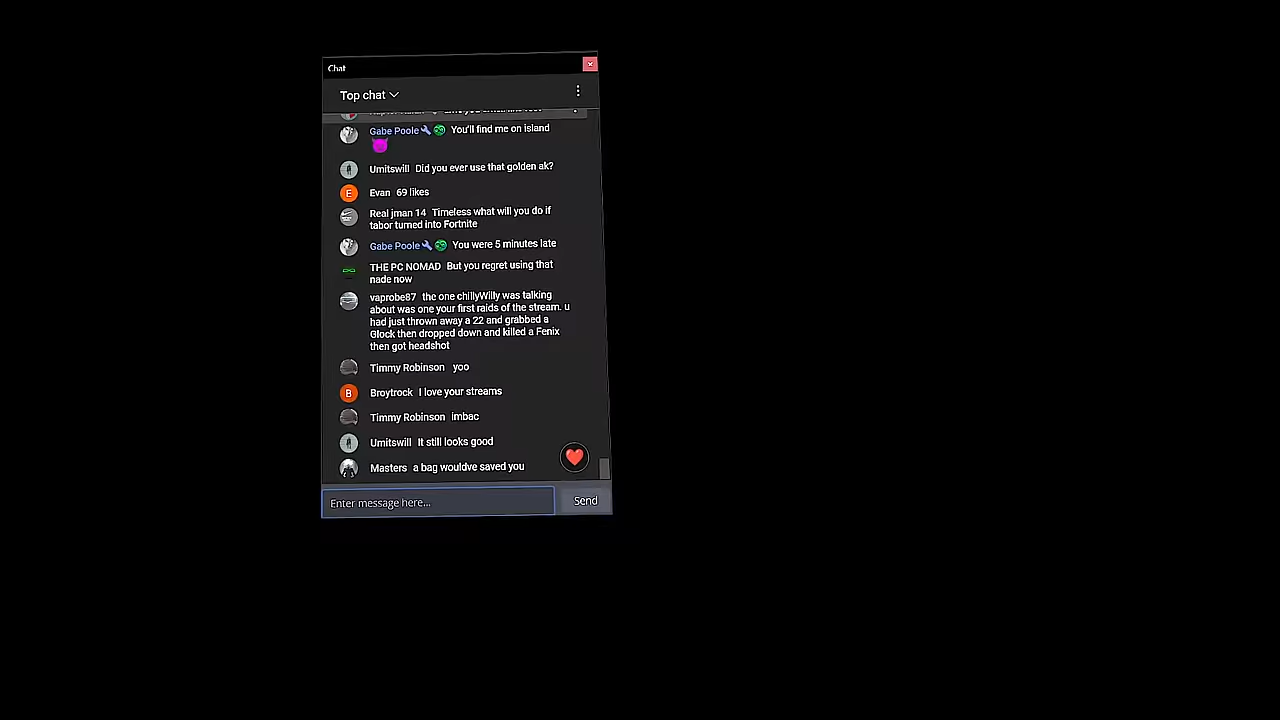 Chat
Top chat
Gabe Poole You'll find me on island
Umitswill Did you ever use that golden ak?
E Evan 69 likes
Real jman 14 Timeless what will you do if
tabor turned into Fortnite
Gabe Poole You were 5 minutes late
THE PC NOMAD But you regret using that
nade now
vaprobe87 the one chillyWilly was talking
about was one your first raids of the stream. u
had just thrown away a 22 and grabbed a
Glock then dropped down and killed a Fenix
then got headshot
Timmy Robinson yoo
B Broytrock I love your streams
Timmy Robinson imbac
Umitswill It still looks good
Masters a bag wouldve saved you
Enter message here... Send